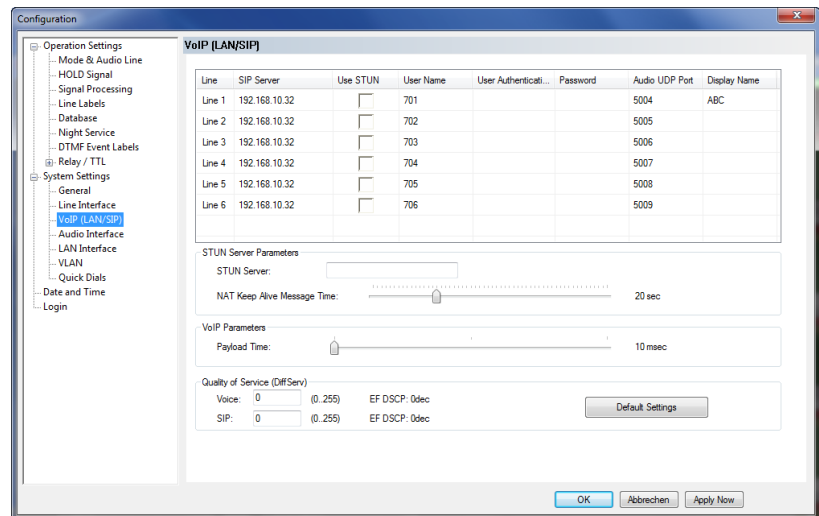 Configuration
Operation Settings
Mode & Audio Line
HOLD Signal
Signal Processing
Line Labels
Database
Night Service
DTMF Event Labels
Relay / TTL
System Settings
General
Line Interface
VoIP (LAN/SIP)
Audio Interface
LAN Interface
VLAN
Quick Dials
Date and Time
Login
VoIP (LAN/SIP)
Line SIP Server Use STUN User Name User Authenticati... Password Audio UDP Port Display Name
Line 1 192.168.10.32 701 5004 ABC
Line 2 192.168.10.32 702 5005
Line 3 192.168.10.32 703 5006
Line 4 192.168.10.32 704 5007
Line 5 192.168.10.32 705 5008
Line 6 192.168.10.32 706 5009
STUN Server Parameters
STUN Server:
NAT Keep Alive Message Time: 20 sec
VoIP Parameters
Payload Time: 10 msec
Quality of Service (DiffServ)
Voice: 0 (0..255) EF DSCP: 0dec
SIP: 0 (0..255) EF DSCP: 0dec
Default Settings
OK Abbrechen Apply Now